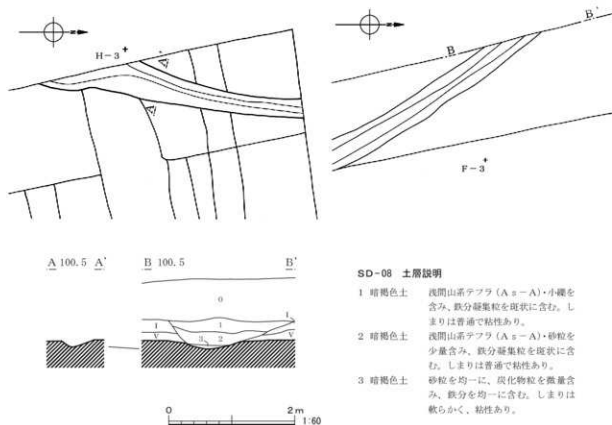 H-3
A'
A
B
B'
F-3
A 100.5 A'
B 100.5 B'
0
I
1
I
V
3
2
V
0 2m
1:60
SD-08 土層説明
1 暗褐色土 浅間山系テフラ(As-A)・小礫を
含み、鉄分凝集粒を斑状に含む。し
まりは普通で粘性あり。
2 暗褐色土 浅間山系テフラ(As-A)・砂粒を
少量含み、鉄分凝集粒を斑状に含
む。しまりは普通で粘性あり。
3 暗褐色土 砂粒を均一に、炭化物粒を微量含
み、鉄分を均一に含む。しまりは
軟らかく、粘性あり。